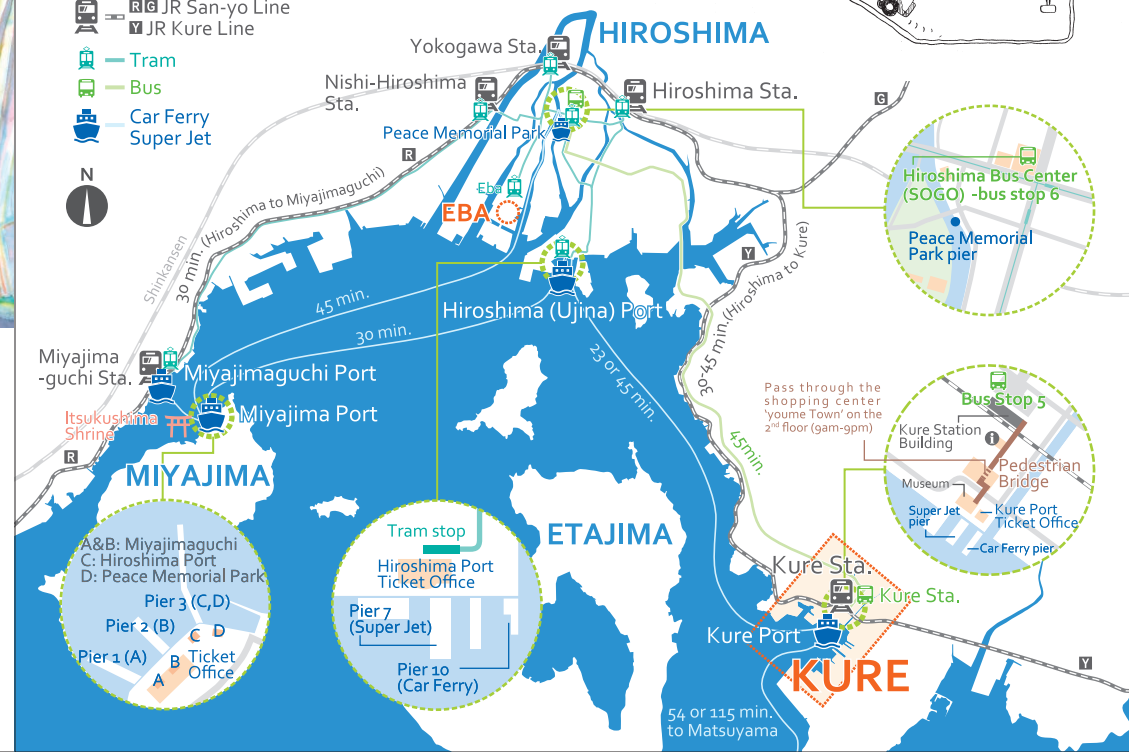 R G JR San-yo Line
Y JR Kure Line
Tram
Bus
Car Ferry
Super Jet
N
HIROSHIMA
Yokogawa Sta.
Nishi-Hiroshima
Sta.
Hiroshima Sta.
Peace Memorial Park
R
G
Eba
EBA
Shinkansen
30 min. (Hiroshima to Miyajimaguchi)
Y
30-45 min. (Hiroshima to Kure)
Hiroshima Bus Center
(SOGO) -bus stop 6
Peace Memorial
Park pier
45 min.
30 min.
Hiroshima (Ujina) Port
23 or 45 min.
45min.
Miyajima
-guchi Sta.
Miyajimaguchi Port
Miyajima Port
Itsukushima
Shrine
R
MIYAJIMA
Pass through the
shopping center
'youme Town' on the
2nd floor (9am-9pm)
Bus Stop 5
Kure Station
Building
i
Pedestrian
Bridge
Museum
Super Jet
pier
Kure Port
Ticket Office
Car Ferry pier
ETAJIMA
A&B: Miyajimaguchi
C: Hiroshima Port
D: Peace Memorial Park
Pier 3 (C,D)
Pier 2 (B)
C D
Pier 1 (A)
B
Ticket
Office
A
Tram stop
Hiroshima Port
Ticket Office
Pier 7
(Super Jet)
Pier 10
(Car Ferry)
Kure Sta.
Kure Sta.
Kure Port
KURE
Y
54 or 115 min.
to Matsuyama